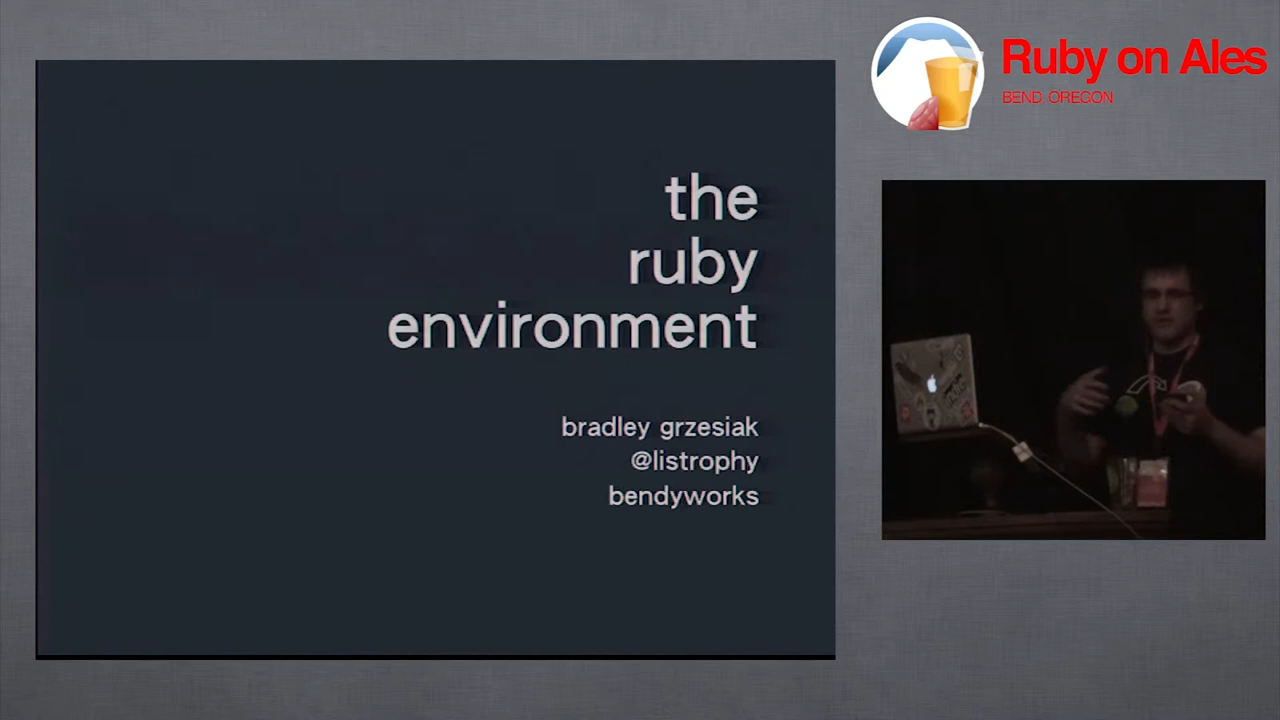 Ruby on Ales
BEND, OREGON
the
ruby
environment
bradley grzesiak
@listrophy
bendyworks